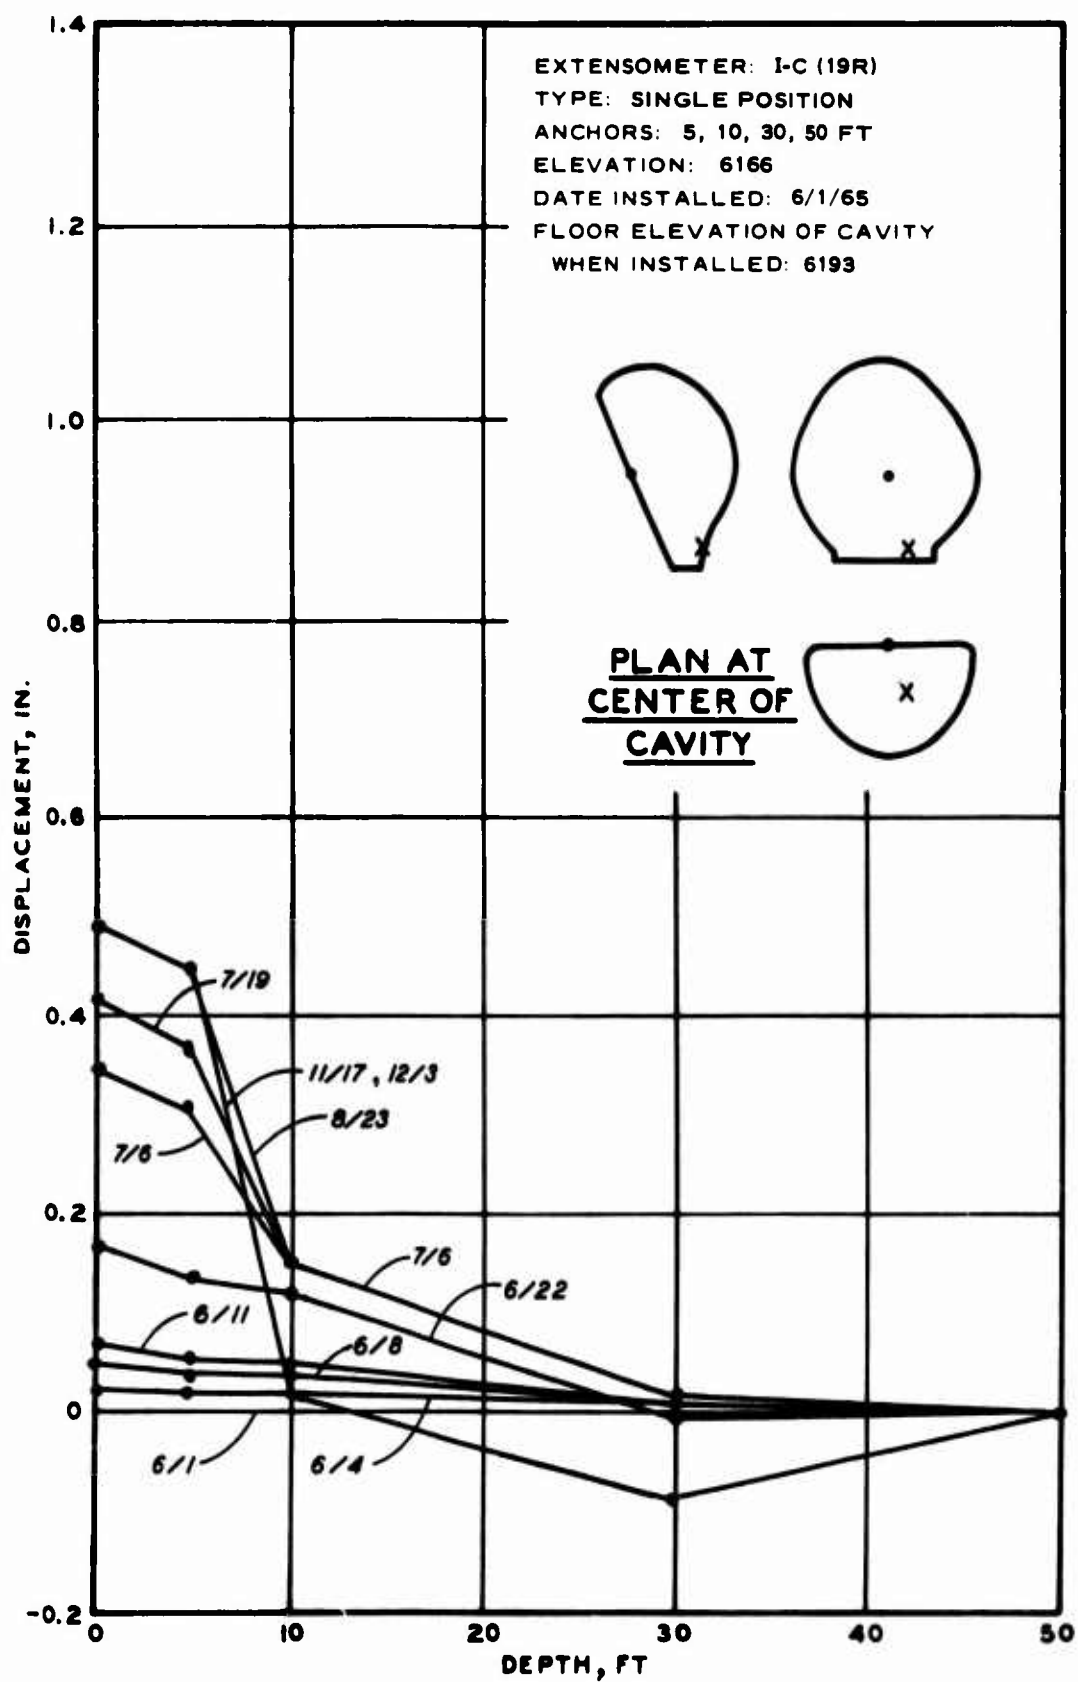 1.4
1.2
1.0
0.8
0.6
0.4
0.2
0
-0.2
DISPLACEMENT, IN.
EXTENSOMETER: I-C (19R)
TYPE: SINGLE POSITION
ANCHORS: 5, 10, 30, 50 FT
ELEVATION: 6166
DATE INSTALLED: 6/1/65
FLOOR ELEVATION OF CAVITY
WHEN INSTALLED: 6193
X
X
PLAN AT
CENTER OF
CAVITY
X
7/19
11/17, 12/3
8/23
7/6
7/6
6/22
6/11
6/8
6/1
6/4
0 10 20 30 40 50
DEPTH, FT